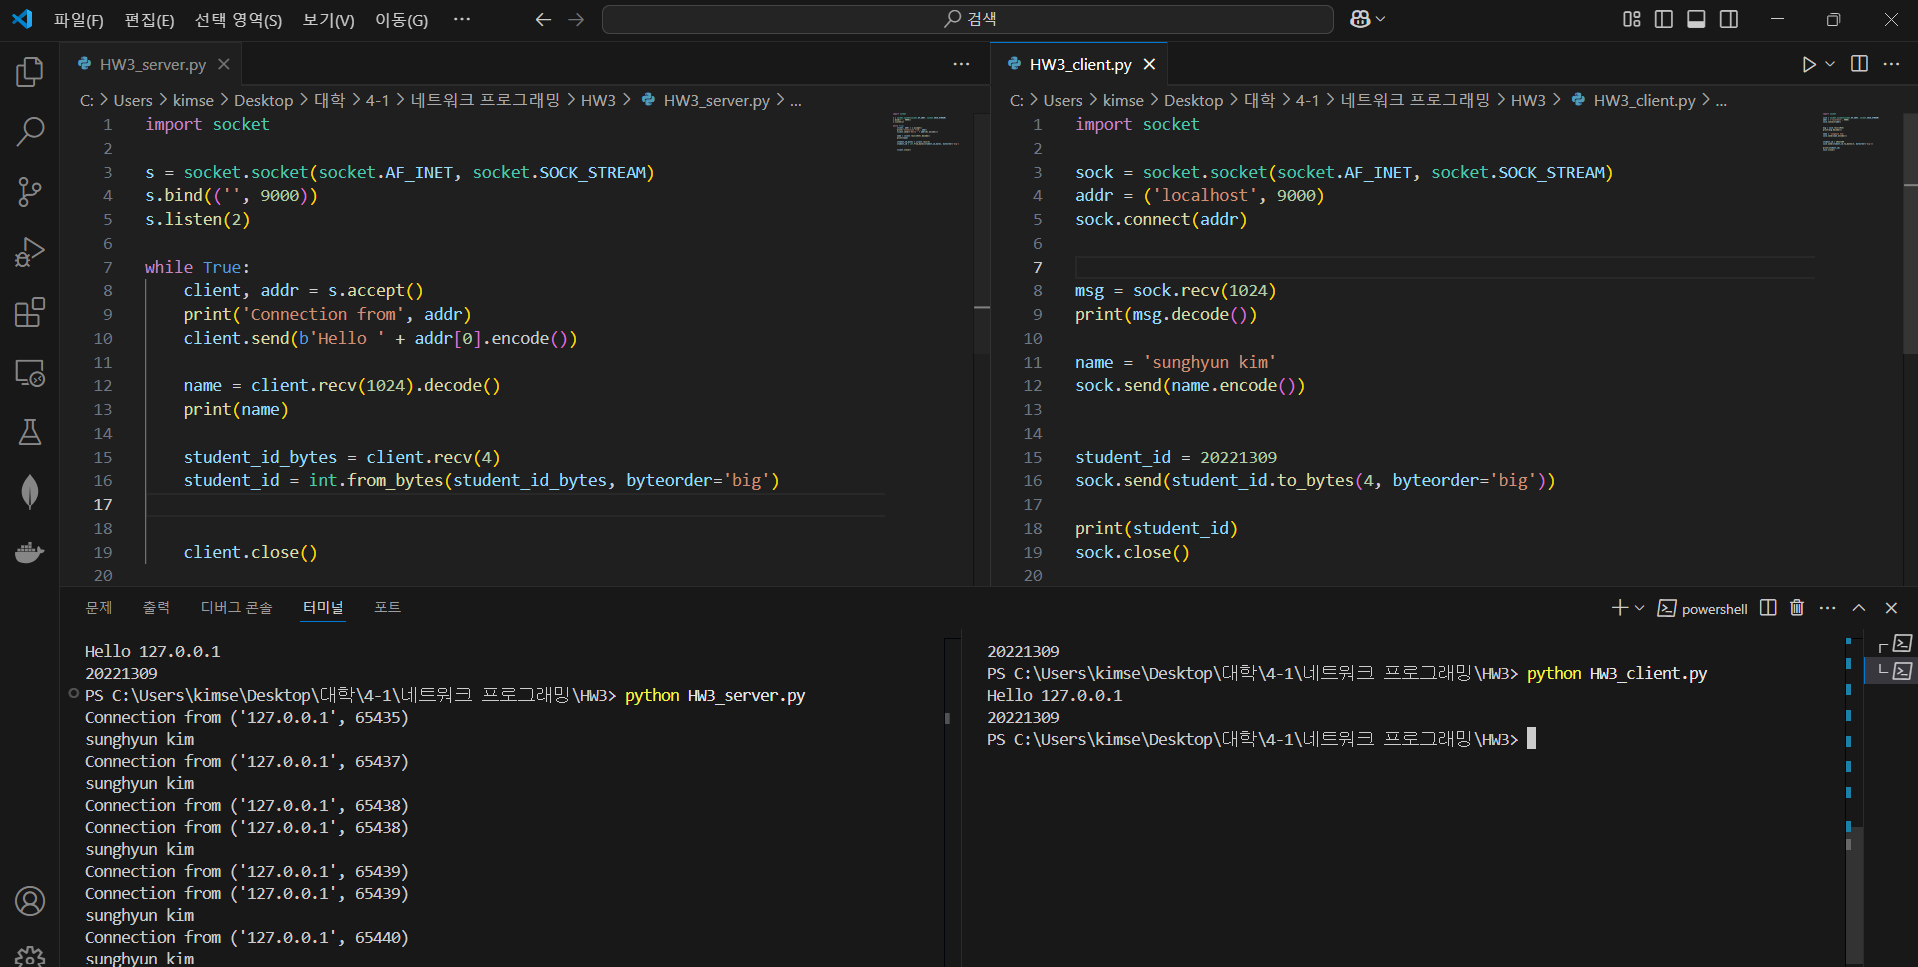 파일(F) 편집(E) 선택 영역(S) 보기(V) 이동(G) ··· 검색
HW3_server.py
C: > Users > kimse > Desktop > 대학 > 4-1 > 네트워크 프로그래밍 > HW3 > HW3_server.py > ...
1 import socket
2
3 s = socket.socket(socket.AF_INET, socket.SOCK_STREAM)
4 s.bind(('', 9000))
5 s.listen(2)
6
7 while True:
8 client, addr = s.accept()
9 print('Connection from', addr)
10 client.send(b'Hello ' + addr[0].encode())
11
12 name = client.recv(1024).decode()
13 print(name)
14
15 student_id_bytes = client.recv(4)
16 student_id = int.from_bytes(student_id_bytes, byteorder='big')
17
18
19 client.close()
20
HW3_client.py
C: > Users > kimse > Desktop > 대학 > 4-1 > 네트워크 프로그래밍 > HW3 > HW3_client.py > ...
1 import socket
2
3 sock = socket.socket(socket.AF_INET, socket.SOCK_STREAM)
4 addr = ('localhost', 9000)
5 sock.connect(addr)
6
7
8 msg = sock.recv(1024)
9 print(msg.decode())
10
11 name = 'sunghyun kim'
12 sock.send(name.encode())
13
14
15 student_id = 20221309
16 sock.send(student_id.to_bytes(4, byteorder='big'))
17
18 print(student_id)
19 sock.close()
20
문제 출력 디버그 콘솔 터미널 포트 powershell
Hello 127.0.0.1
20221309
PS C:\Users\kimse\Desktop\대학\4-1\네트워크 프로그래밍\HW3> python HW3_server.py
Connection from ('127.0.0.1', 65435)
sunghyun kim
Connection from ('127.0.0.1', 65437)
sunghyun kim
Connection from ('127.0.0.1', 65438)
Connection from ('127.0.0.1', 65438)
sunghyun kim
Connection from ('127.0.0.1', 65439)
Connection from ('127.0.0.1', 65439)
sunghyun kim
Connection from ('127.0.0.1', 65440)
sunghyun kim
20221309
PS C:\Users\kimse\Desktop\대학\4-1\네트워크 프로그래밍\HW3> python HW3_client.py
Hello 127.0.0.1
20221309
PS C:\Users\kimse\Desktop\대학\4-1\네트워크 프로그래밍\HW3>